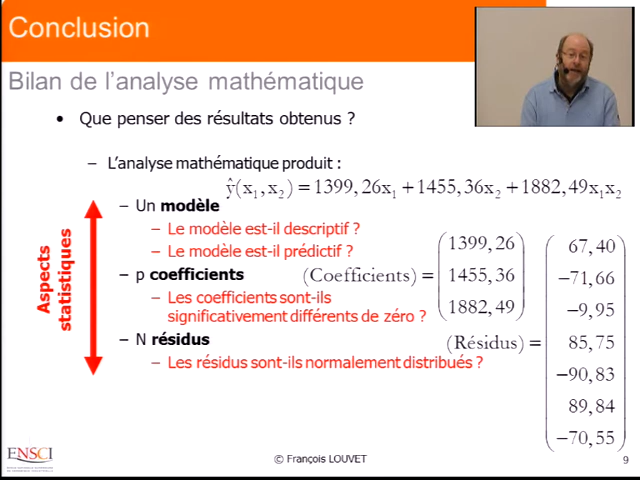 Conclusion
Bilan de l'analyse mathématique
• Que penser des résultats obtenus ?
– L'analyse mathématique produit :
ŷ(x₁,x₂) = 1399,26x₁ + 1455,36x₂ + 1882,49x₁x₂
– Un modèle
– Le modèle est-il descriptif ?
– Le modèle est-il prédictif ?
– p coefficients
(Coefficients) =
1399,26
1455,36
1882,49
– Les coefficients sont-ils
significativement différents de zéro ?
– N résidus
(Résidus) =
67,40
−71,66
−9,95
85,75
−90,83
89,84
−70,55
– Les résidus sont-ils normalement distribués ?
Aspects
statistiques
ENSCI
© François LOUVET
9